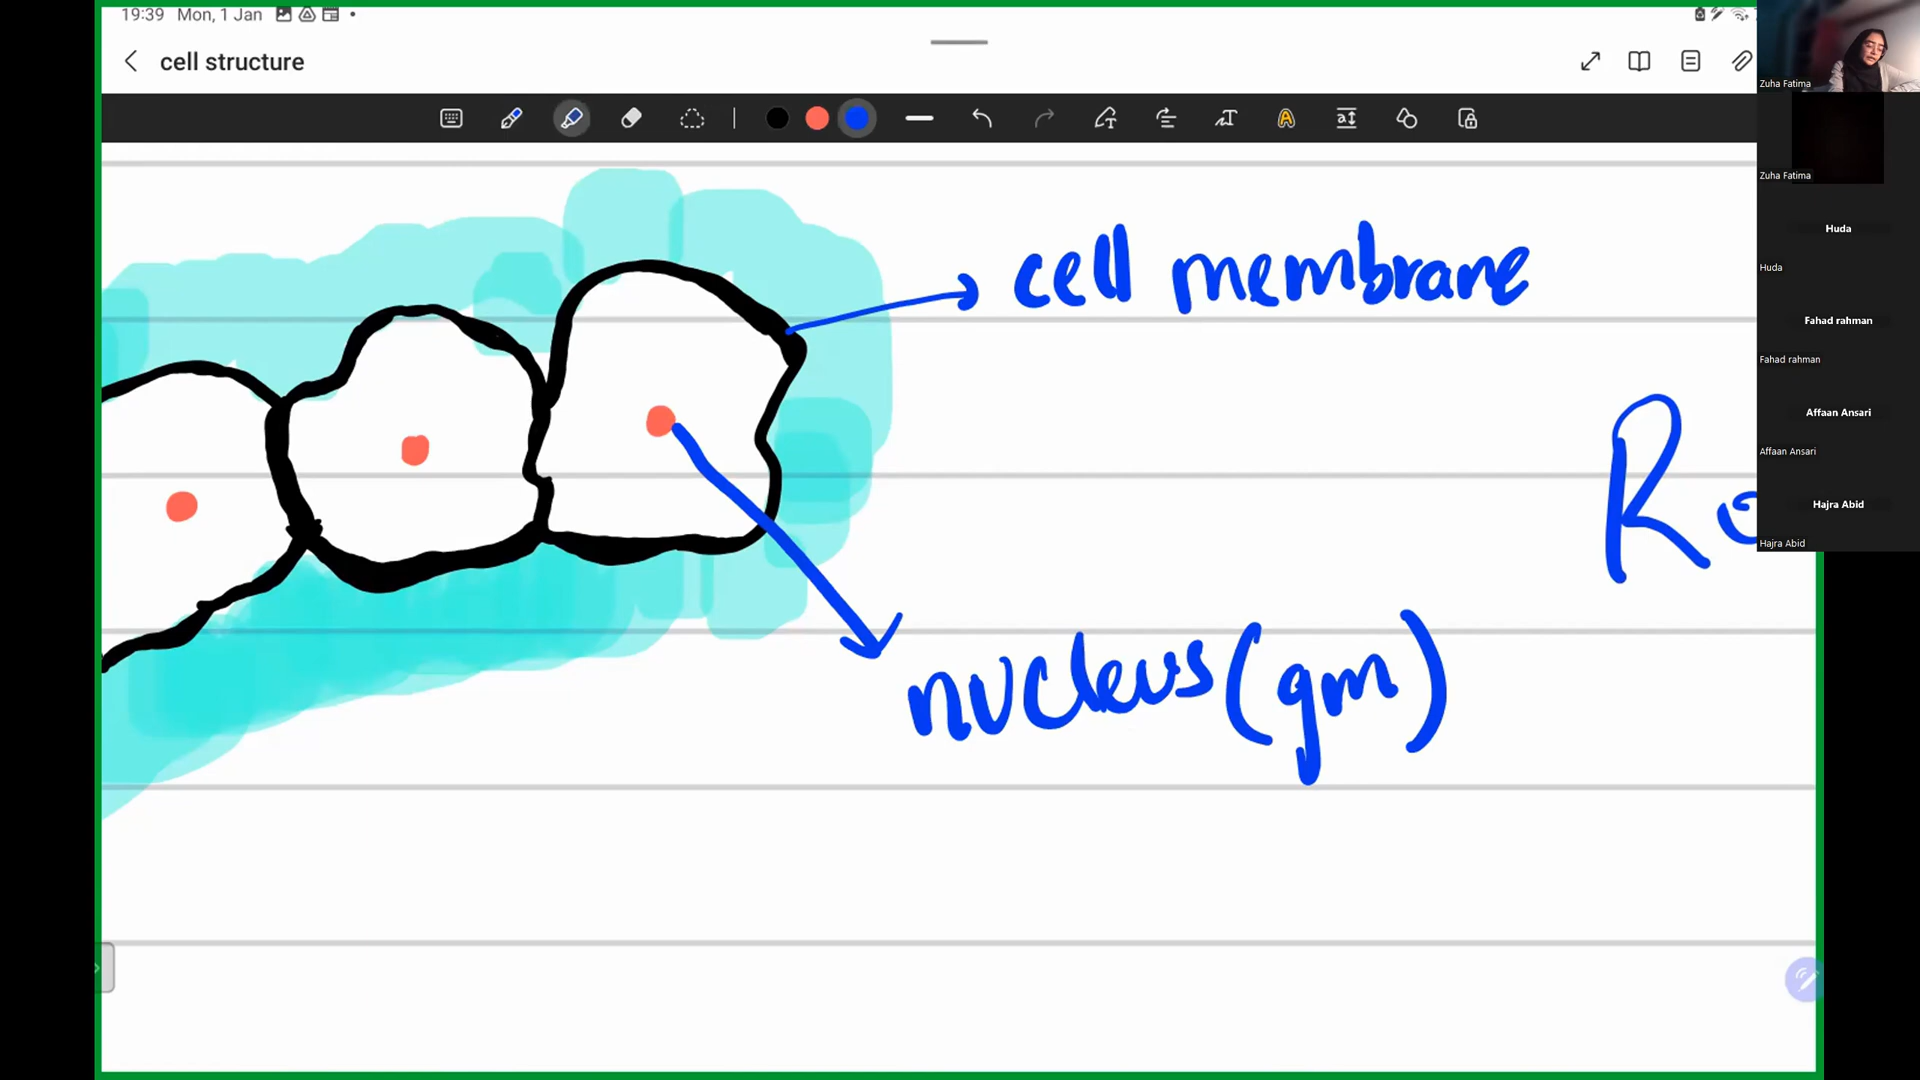 19:39 Mon, 1 Jan
cell structure
Zuha Fatima
Zuha Fatima
Huda
Huda
Fahad rahman
Fahad rahman
Affaan Ansari
Affaan Ansari
Hajra Abid
Hajra Abid
cell membrane
Ro
nucleus (gm)